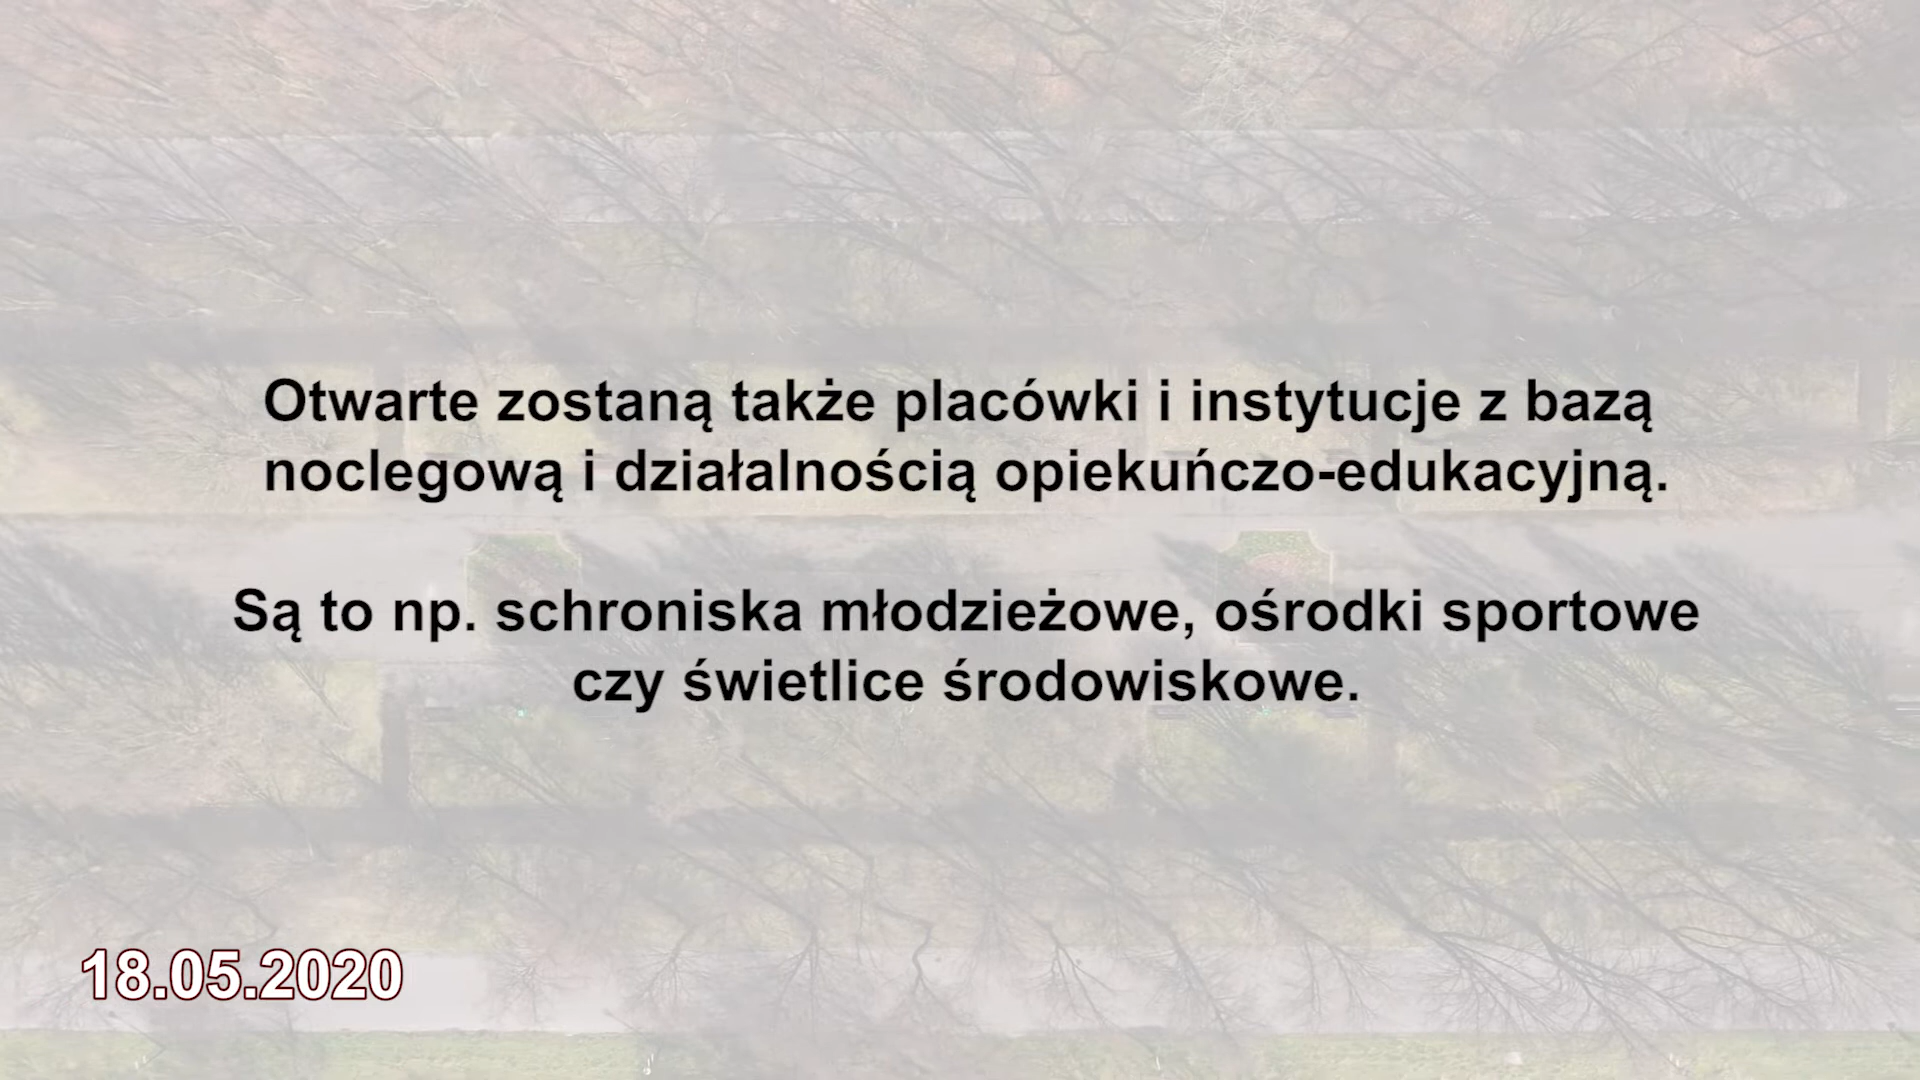 Otwarte zostaną także placówki i instytucje z bazą
noclegową i działalnością opiekuńczo-edukacyjną.
Są to np. schroniska młodzieżowe, ośrodki sportowe
czy świetlice środowiskowe.
18.05.2020